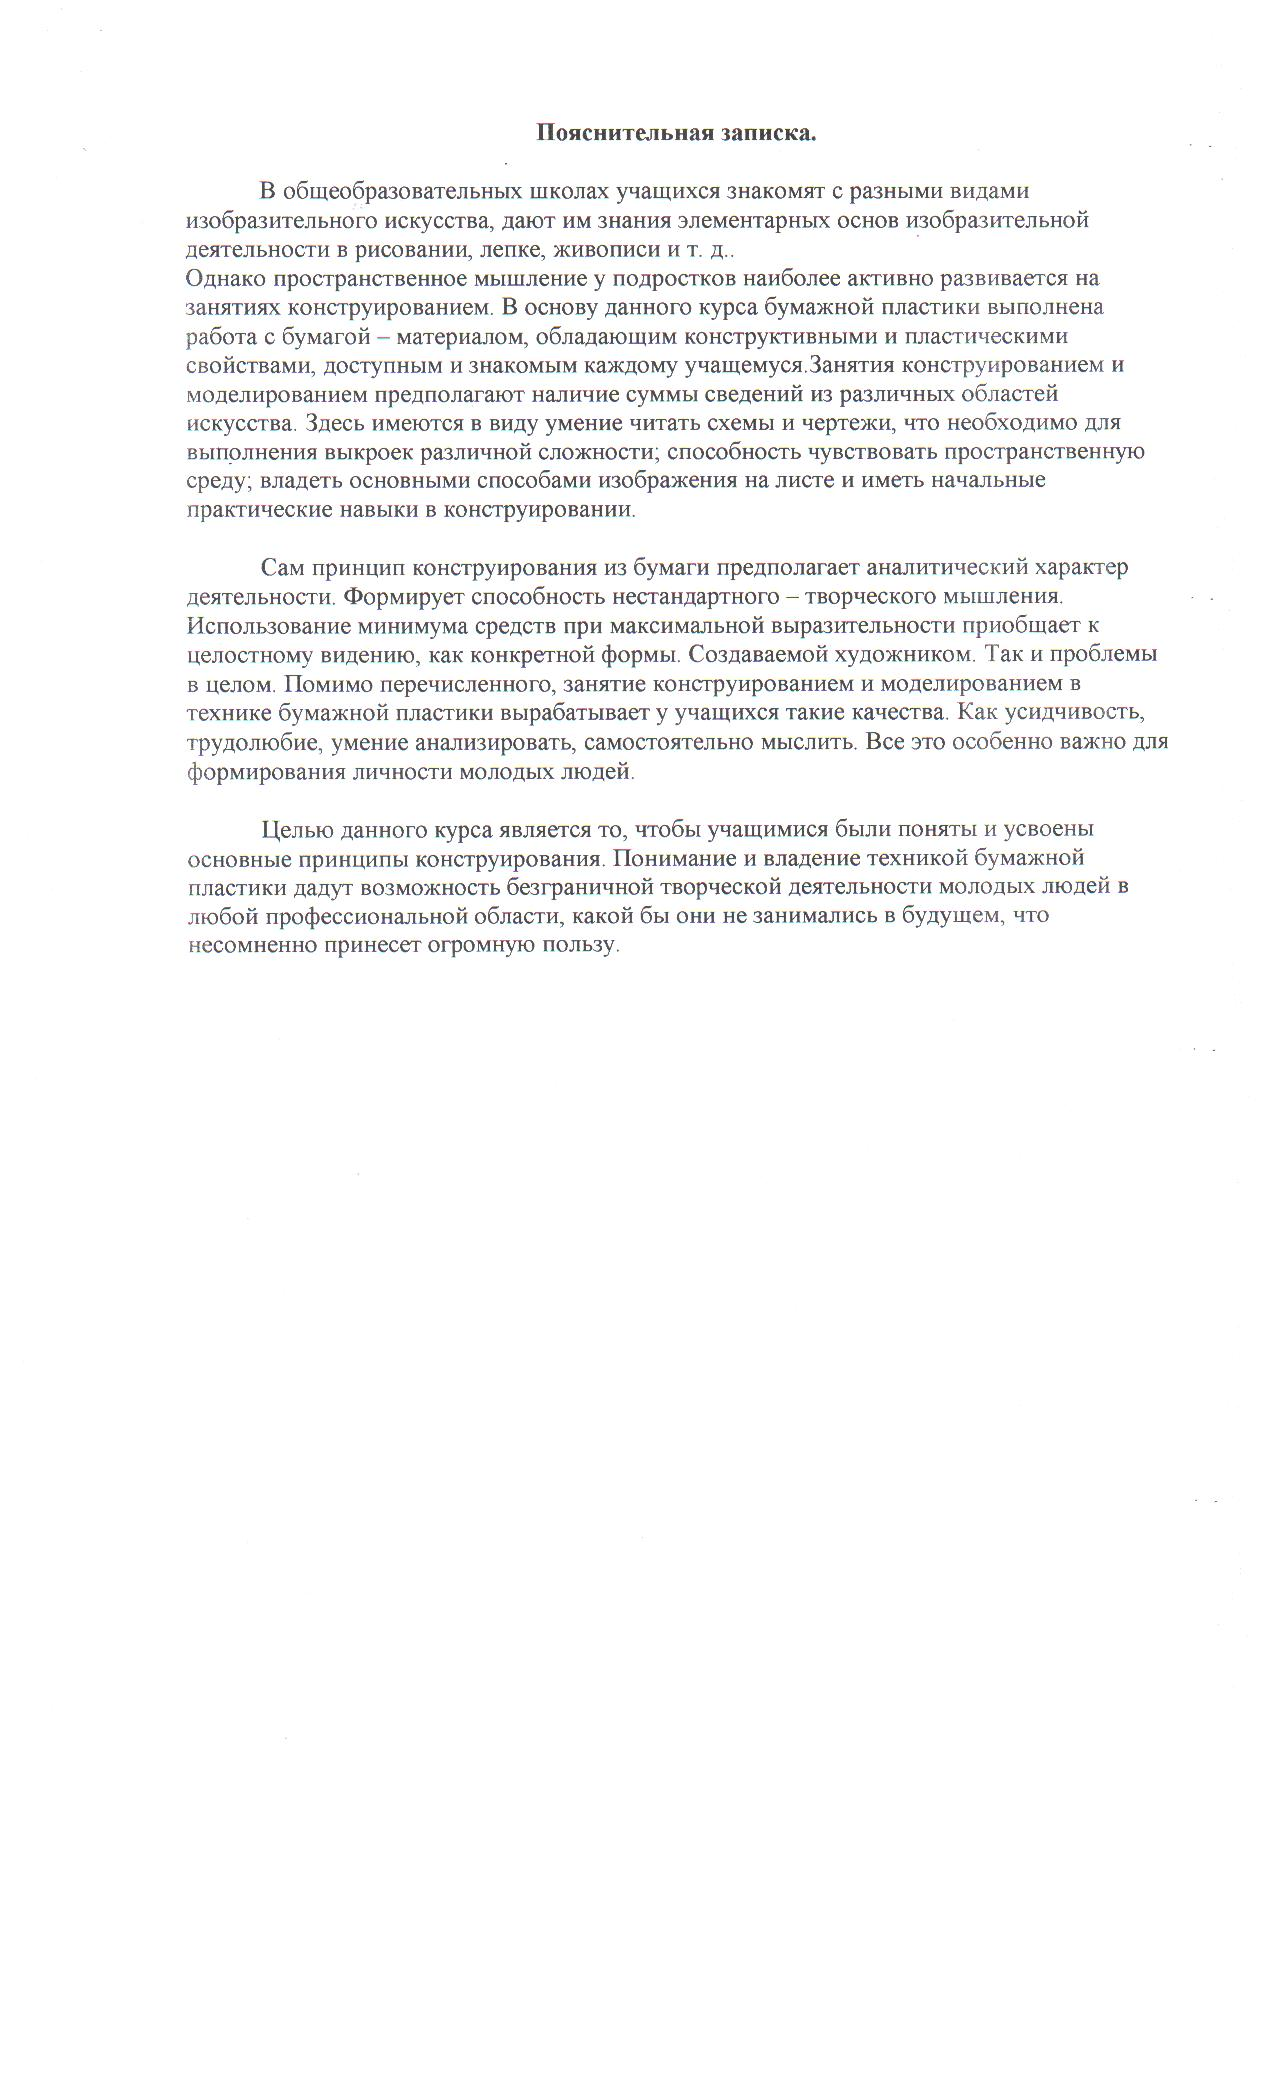 Пояснительная записка.
В общеобразовательных школах учащихся знакомят с разными видами
изобразительного искусства, дают им знания элементарных основ изобразительной
деятельности в рисовании, лепке, живописи и т. д..
Однако пространственное мышление у подростков наиболее активно развивается на
занятиях конструированием. В основу данного курса бумажной пластики выполнена
работа с бумагой – материалом, обладающим конструктивными и пластическими
свойствами, доступным и знакомым каждому учащемуся.Занятия конструированием и
моделированием предполагают наличие суммы сведений из различных областей
искусства. Здесь имеются в виду умение читать схемы и чертежи, что необходимо для
выполнения выкроек различной сложности; способность чувствовать пространственную
среду; владеть основными способами изображения на листе и иметь начальные
практические навыки в конструировании.
Сам принцип конструирования из бумаги предполагает аналитический характер
деятельности. Формирует способность нестандартного – творческого мышления.
Использование минимума средств при максимальной выразительности приобщает к
целостному видению, как конкретной формы. Создаваемой художником. Так и проблемы
в целом. Помимо перечисленного, занятие конструированием и моделированием в
технике бумажной пластики вырабатывает у учащихся такие качества. Как усидчивость,
трудолюбие, умение анализировать, самостоятельно мыслить. Все это особенно важно для
формирования личности молодых людей.
Целью данного курса является то, чтобы учащимися были поняты и усвоены
основные принципы конструирования. Понимание и владение техникой бумажной
пластики дадут возможность безграничной творческой деятельности молодых людей в
любой профессиональной области, какой бы они не занимались в будущем, что
несомненно принесет огромную пользу.